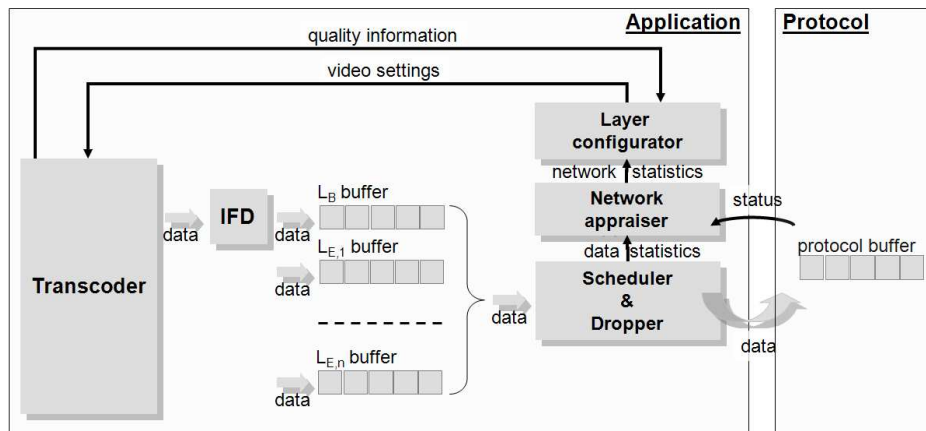 Application
Protocol
quality information
video settings
Layer
configurator
network statistics
Network
appraiser
status
data statistics
protocol buffer
Scheduler
&
Dropper
data
Transcoder
data
IFD
data
L_B buffer
L_E,1 buffer
data
L_E,n buffer
data
data